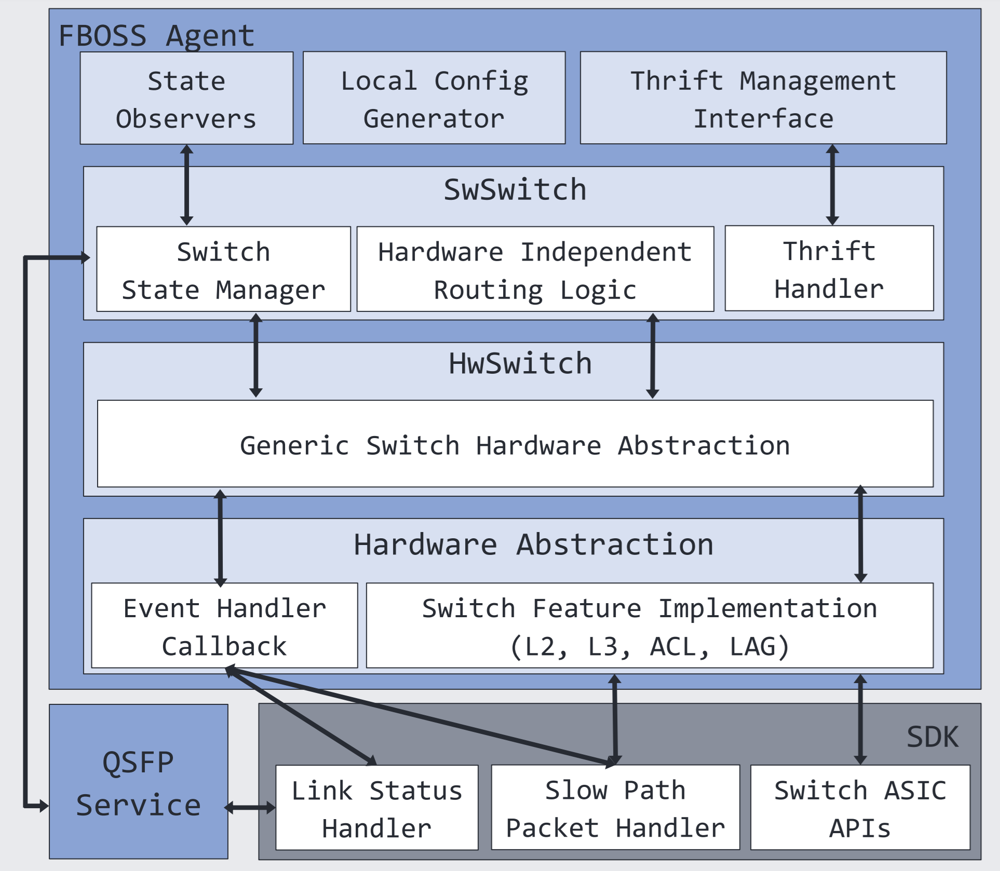 FBOSS Agent
State
Observers
Local Config
Generator
Thrift Management
Interface
SwSwitch
Switch
State Manager
Hardware Independent
Routing Logic
Thrift
Handler
HwSwitch
Generic Switch Hardware Abstraction
Hardware Abstraction
Event Handler
Callback
Switch Feature Implementation
(L2, L3, ACL, LAG)
QSFP
Service
SDK
Link Status
Handler
Slow Path
Packet Handler
Switch ASIC
APIs